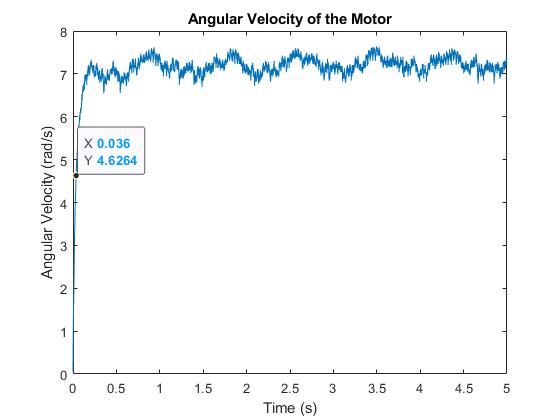 Angular Velocity of the Motor
8
7
6
5
4
3
2
1
0
Angular Velocity (rad/s)
X 0.036
Y 4.6264
0 0.5 1 1.5 2 2.5 3 3.5 4 4.5 5
Time (s)